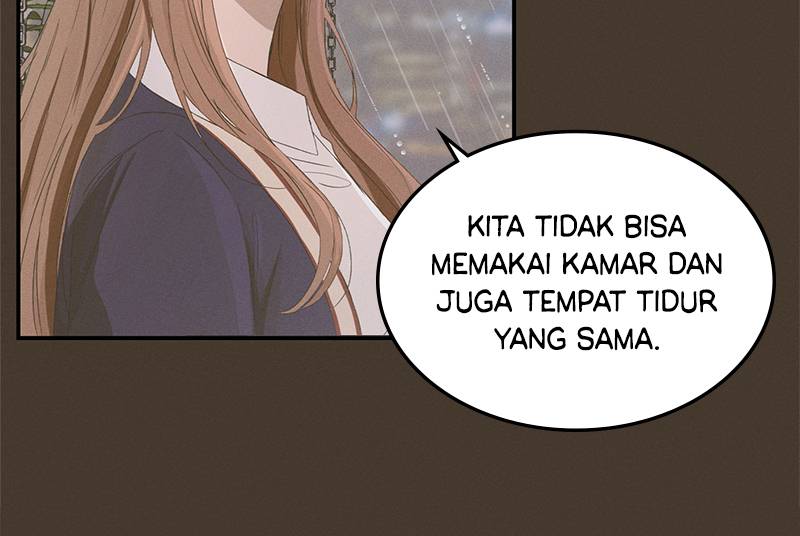 KITA TIDAK BISA
MEMAKAI KAMAR DAN
JUGA TEMPAT TIDUR
YANG SAMA.